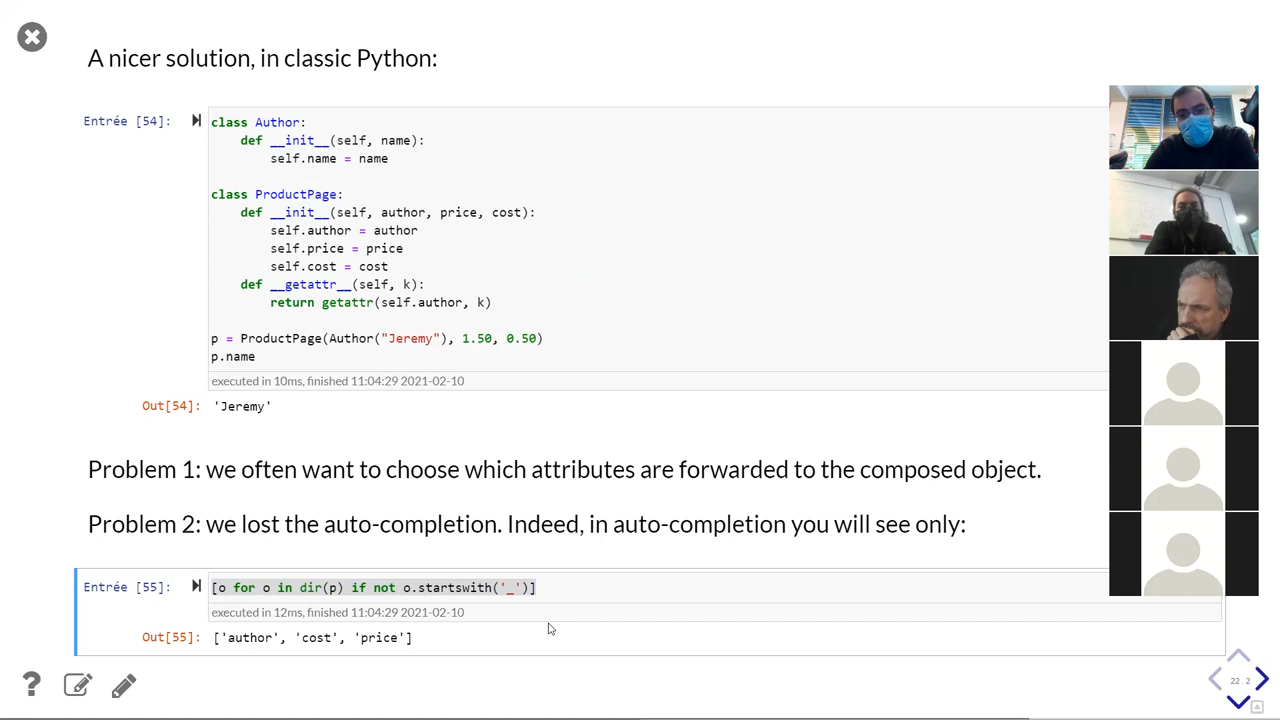 A nicer solution, in classic Python:
Entrée [54]:
class Author:
    def __init__(self, name):
        self.name = name
class ProductPage:
    def __init__(self, author, price, cost):
        self.author = author
        self.price = price
        self.cost = cost
    def __getattr__(self, k):
        return getattr(self.author, k)
p = ProductPage(Author("Jeremy"), 1.50, 0.50)
p.name
executed in 10ms, finished 11:04:29 2021-02-10
Out[54]: 'Jeremy'
Problem 1: we often want to choose which attributes are forwarded to the composed object.
Problem 2: we lost the auto-completion. Indeed, in auto-completion you will see only:
Entrée [55]: [o for o in dir(p) if not o.startswith('_')]
executed in 12ms, finished 11:04:29 2021-02-10
Out[55]: ['author', 'cost', 'price']
?
22.2